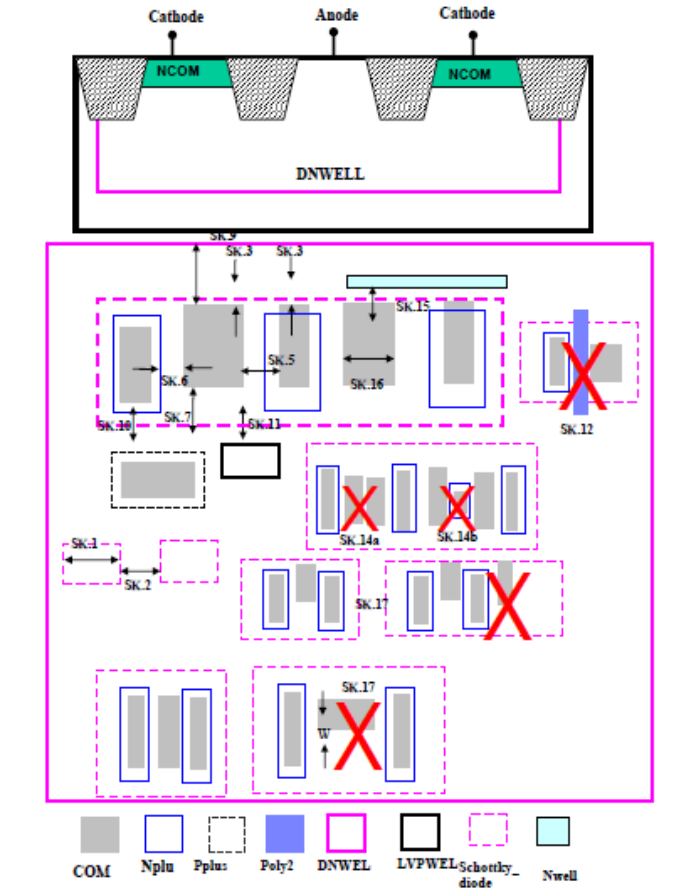 Cathode Anode Cathode
NCOM NCOM
DNWELL
SK.9
SK.3 SK.3
SK.15
SK.5
SK.6 SK.16
SK.7
SK.10 SK.11
SK.12
SK.14a SK.14b
SK.1
SK.2
SK.17
SK.17
W
COM Nplu Pplus Poly2 DNWEL LVPWEL Schottky_
diode Nwell